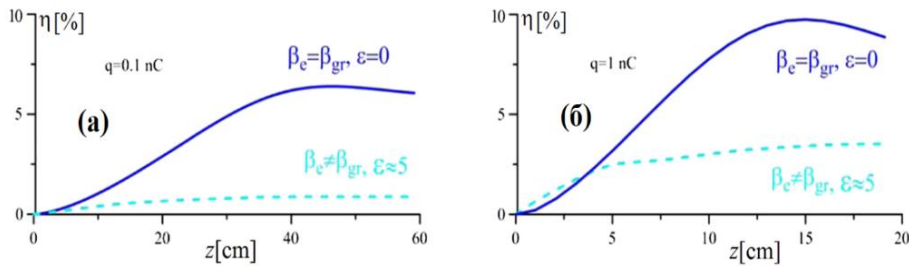 10 η[%]
q=0.1 nC
βe=βgr, ε=0
5
(а)
βe≠βgr, ε≈5
0
0 20 40 60
z[cm]
10 η[%]
q=1 nC
βe=βgr, ε=0
5
(б)
βe≠βgr, ε≈5
0
0 5 10 15 20
z[cm]